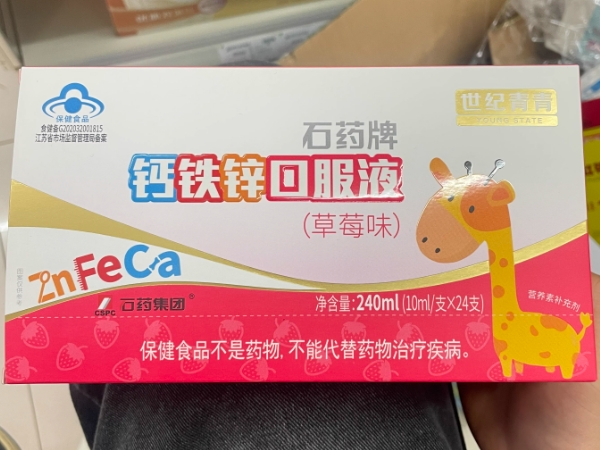 保健食品
食健备G202032001815
江苏省市场监督管理局备案
世纪青青
YOUNG STATE
石药牌
钙铁锌口服液
(草莓味)
ZnFeCa
CSPC 石药集团®
净含量:240ml(10ml/支×24支)
营养素补充剂
保健食品不是药物,不能代替药物治疗疾病。